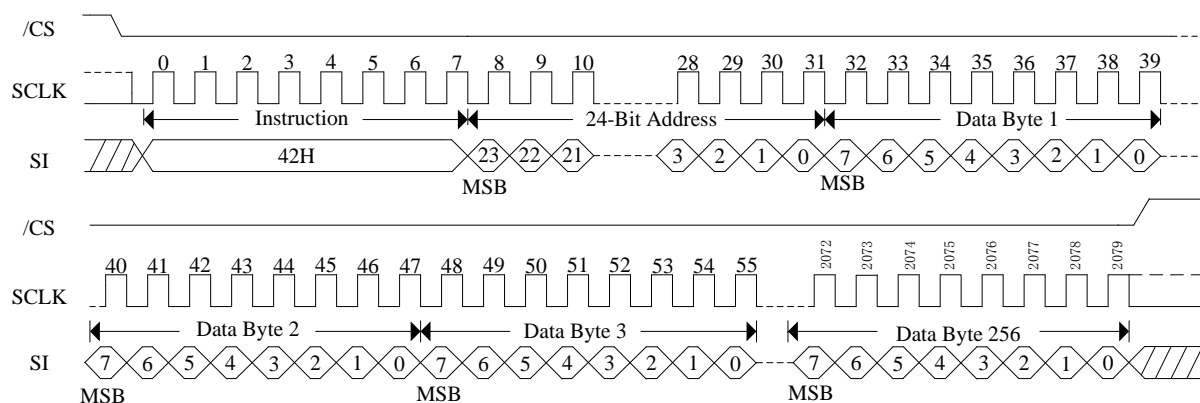 /CS
0 1 2 3 4 5 6 7 8 9 10 28 29 30 31 32 33 34 35 36 37 38 39
SCLK
Instruction 24-Bit Address Data Byte 1
SI 42H 23 22 21 3 2 1 0 7 6 5 4 3 2 1 0
MSB MSB
/CS
40 41 42 43 44 45 46 47 48 49 50 51 52 53 54 55 2072 2073 2074 2075 2076 2077 2078 2079
SCLK
Data Byte 2 Data Byte 3 Data Byte 256
SI 7 6 5 4 3 2 1 0 7 6 5 4 3 2 1 0 7 6 5 4 3 2 1 0
MSB MSB MSB